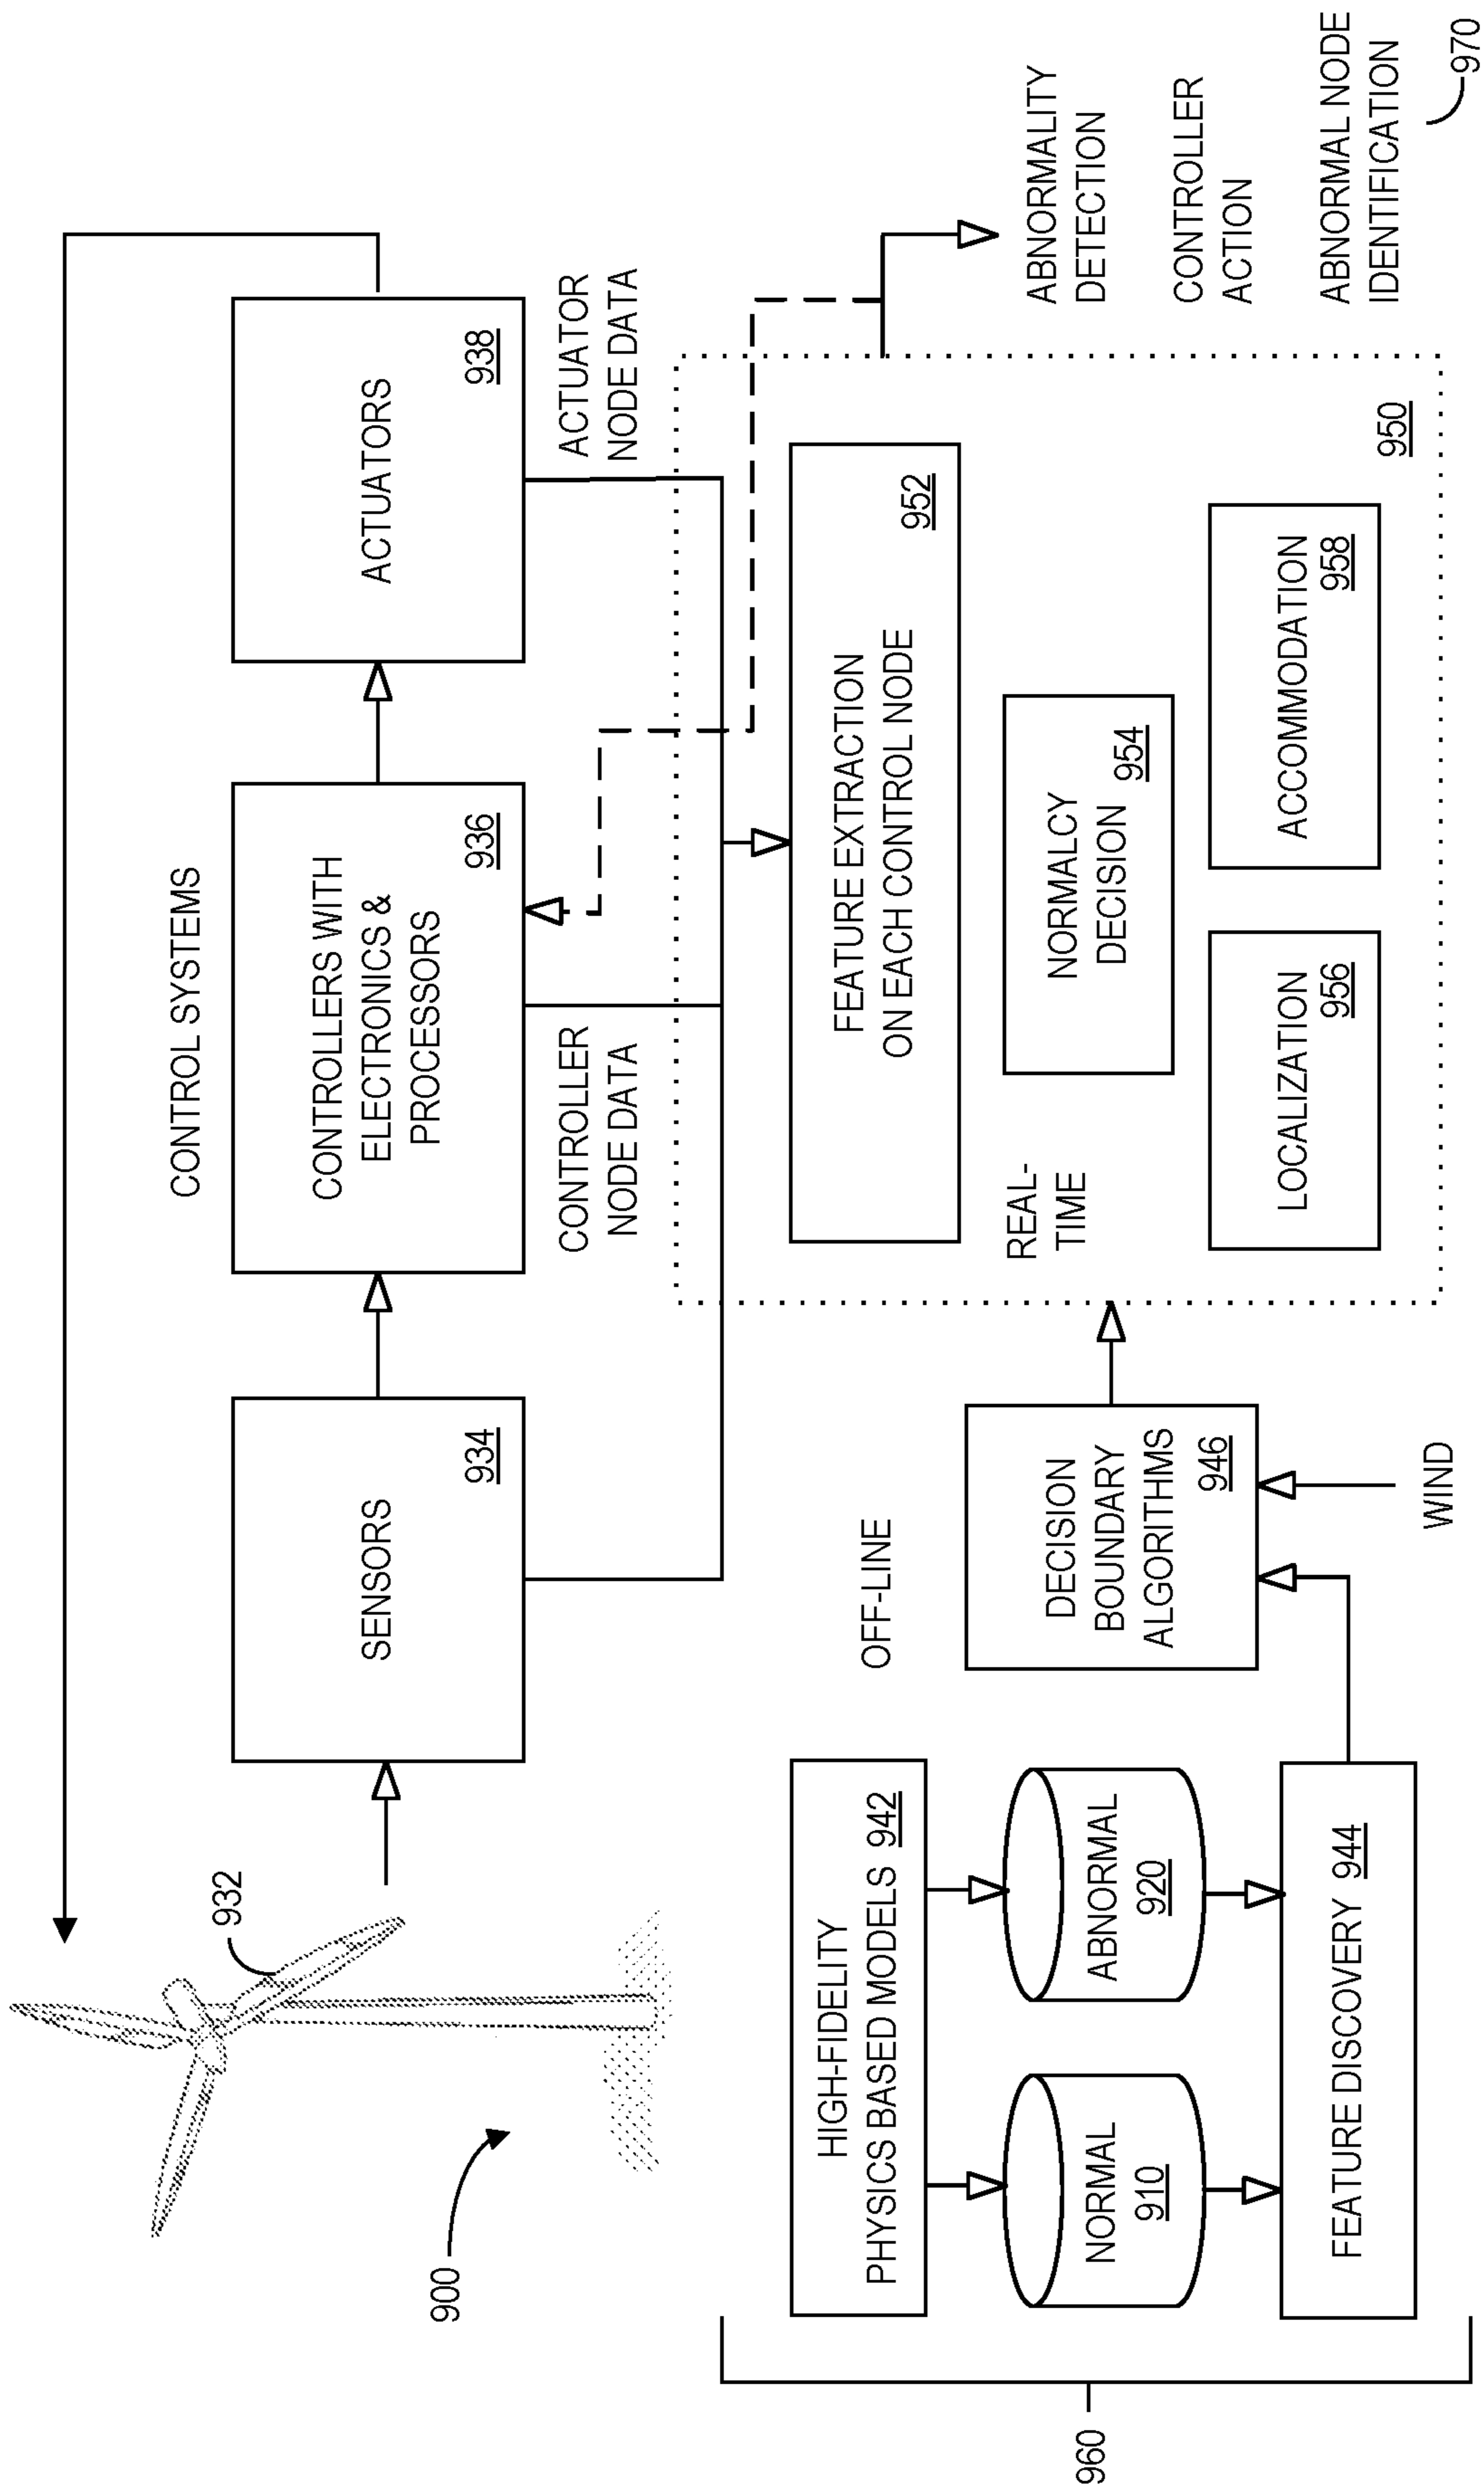 CONTROL SYSTEMS
932
900
SENSORS
934
CONTROLLERS WITH
ELECTRONICS &
PROCESSORS
936
ACTUATORS
938
CONTROLLER
NODE DATA
ACTUATOR
NODE DATA
960
HIGH-FIDELITY
PHYSICS BASED MODELS 942
NORMAL
910
ABNORMAL
920
FEATURE DISCOVERY 944
OFF-LINE
DECISION
BOUNDARY
ALGORITHMS
946
WIND
REAL-
TIME
FEATURE EXTRACTION
ON EACH CONTROL NODE
952
NORMALCY
DECISION
954
LOCALIZATION
956
ACCOMMODATION
958
950
ABNORMALITY
DETECTION
CONTROLLER
ACTION
ABNORMAL NODE
IDENTIFICATION
970